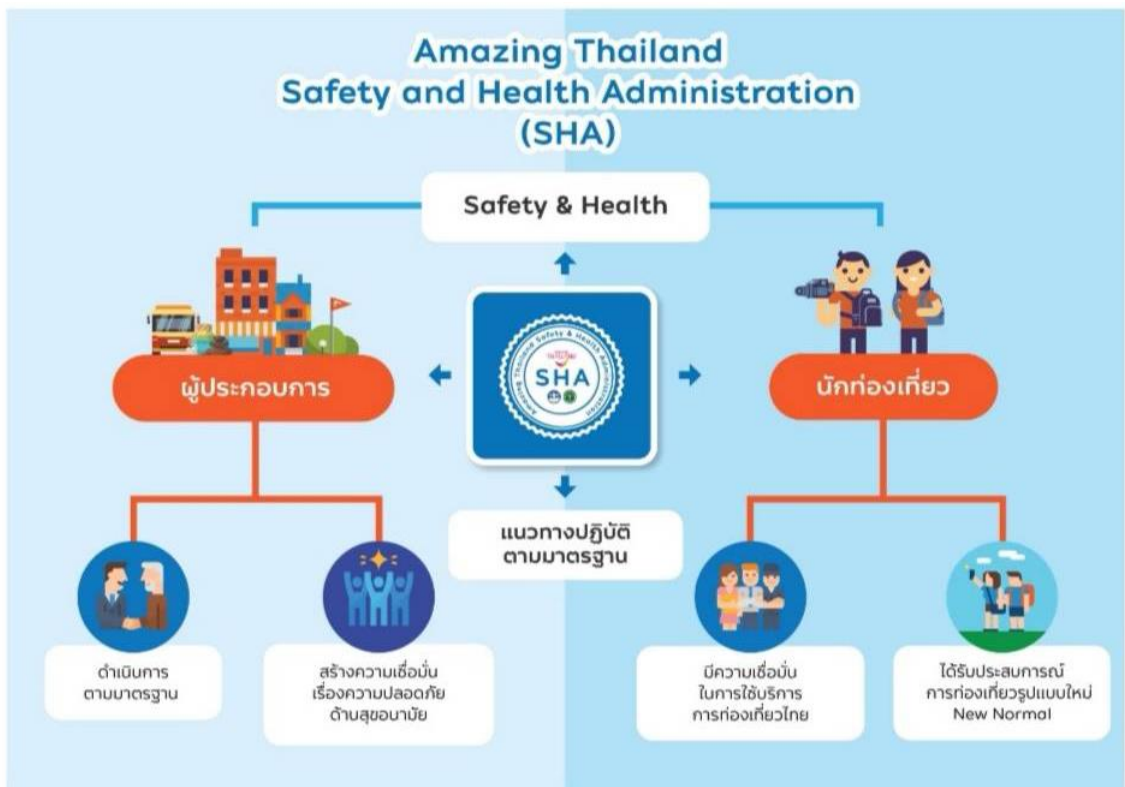 Amazing Thailand
Safety and Health Administration
(SHA)
Safety & Health
Amazing Thailand Safety & Health Administration
SHA
ผู้ประกอบการ
นักท่องเที่ยว
แนวทางปฏิบัติ
ตามมาตรฐาน
ดำเนินการ
ตามมาตรฐาน
สร้างความเชื่อมั่น
เรื่องความปลอดภัย
ด้านสุขอนามัย
มีความเชื่อมั่น
ในการใช้บริการ
การท่องเที่ยวไทย
ได้รับประสบการณ์
การท่องเที่ยวรูปแบบใหม่
New Normal